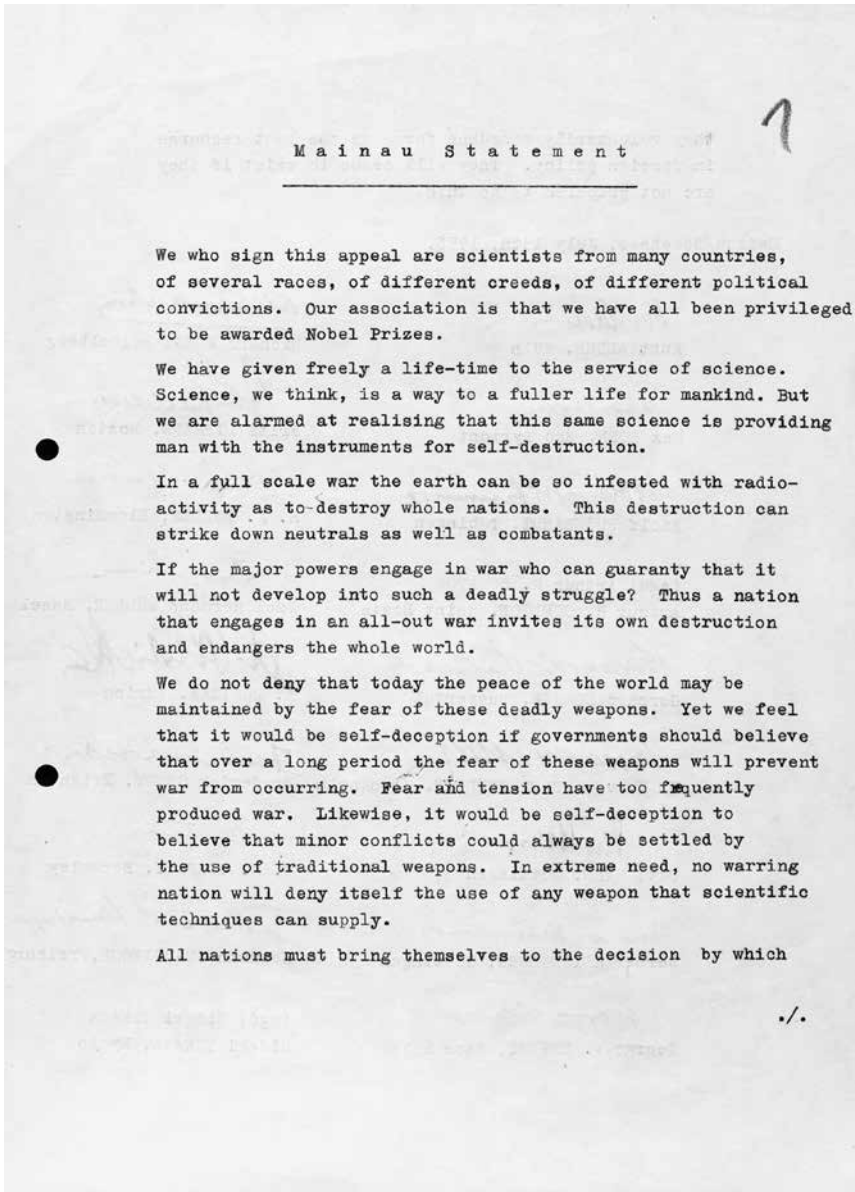 1
Mainau Statement
We who sign this appeal are scientists from many countries,
of several races, of different creeds, of different political
convictions. Our association is that we have all been privileged
to be awarded Nobel Prizes.
We have given freely a life-time to the service of science.
Science, we think, is a way to a fuller life for mankind. But
we are alarmed at realising that this same science is providing
man with the instruments for self-destruction.
In a full scale war the earth can be so infested with radio-
activity as to destroy whole nations. This destruction can
strike down neutrals as well as combatants.
If the major powers engage in war who can guaranty that it
will not develop into such a deadly struggle? Thus a nation
that engages in an all-out war invites its own destruction
and endangers the whole world.
We do not deny that today the peace of the world may be
maintained by the fear of these deadly weapons. Yet we feel
that it would be self-deception if governments should believe
that over a long period the fear of these weapons will prevent
war from occurring. Fear and tension have too frequently
produced war. Likewise, it would be self-deception to
believe that minor conflicts could always be settled by
the use of traditional weapons. In extreme need, no warring
nation will deny itself the use of any weapon that scientific
techniques can supply.
All nations must bring themselves to the decision by which
./.